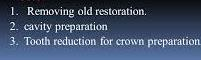 1. Removing old restoration.
2. cavity preparation
3. Tooth reduction for crown preparation